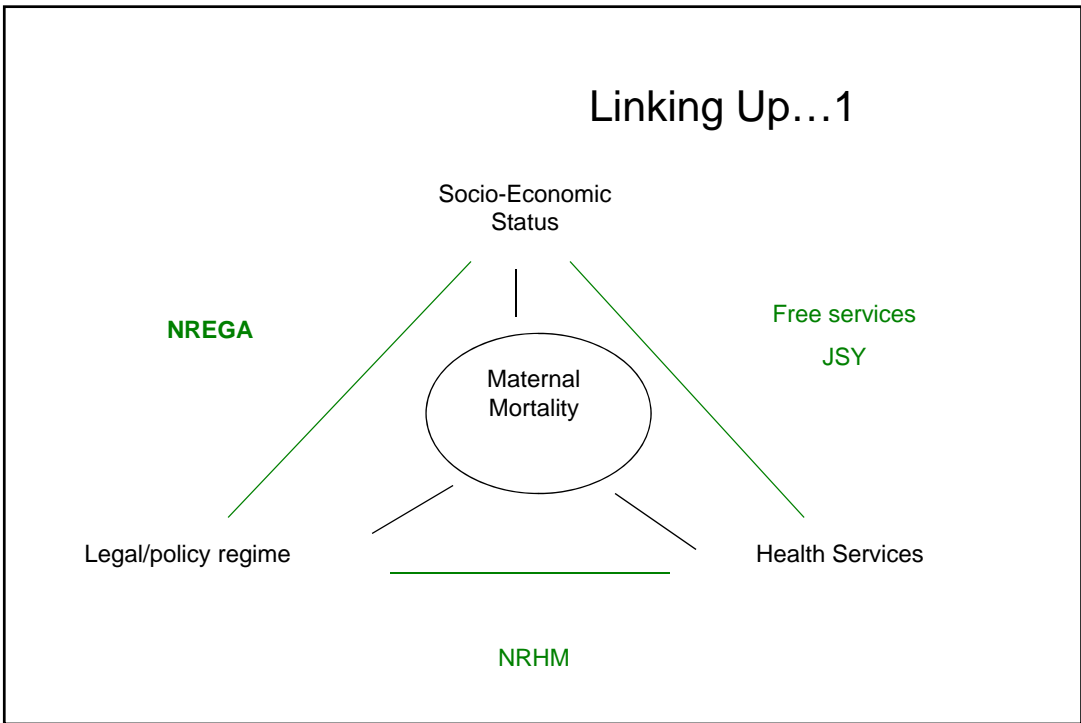 Linking Up…1
Socio-Economic
Status
NREGA
Free services
JSY
Maternal
Mortality
Legal/policy regime
Health Services
NRHM